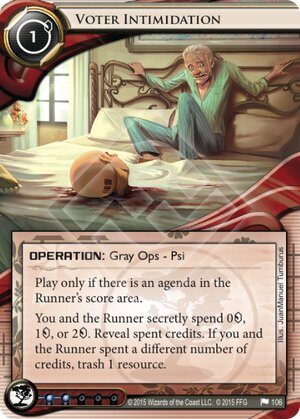 VOTER INTIMIDATION
1
OPERATION: Gray Ops - Psi
Play only if there is an agenda in the
Runner's score area.
You and the Runner secretly spend 0,
1, or 2. Reveal spent credits. If you and
the Runner spent a different number of
credits, trash 1 resource.
Illus. JuanManuel Tumburus
© 2015 Wizards of the Coast LLC. © 2015 FFG 106